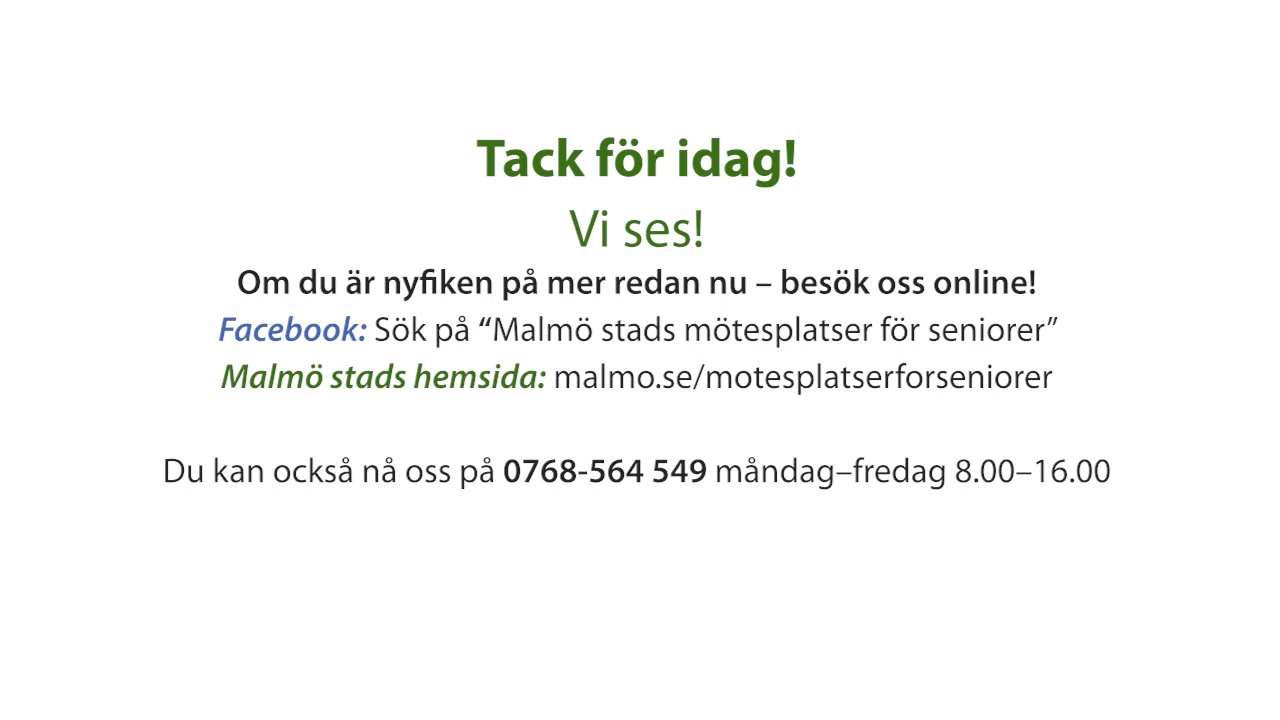 Tack för idag!
Vi ses!
Om du är nyfiken på mer redan nu – besök oss online!
Facebook: Sök på “Malmö stads mötesplatser för seniorer”
Malmö stads hemsida: malmo.se/motesplatserforseniorer
Du kan också nå oss på 0768-564 549 måndag–fredag 8.00–16.00